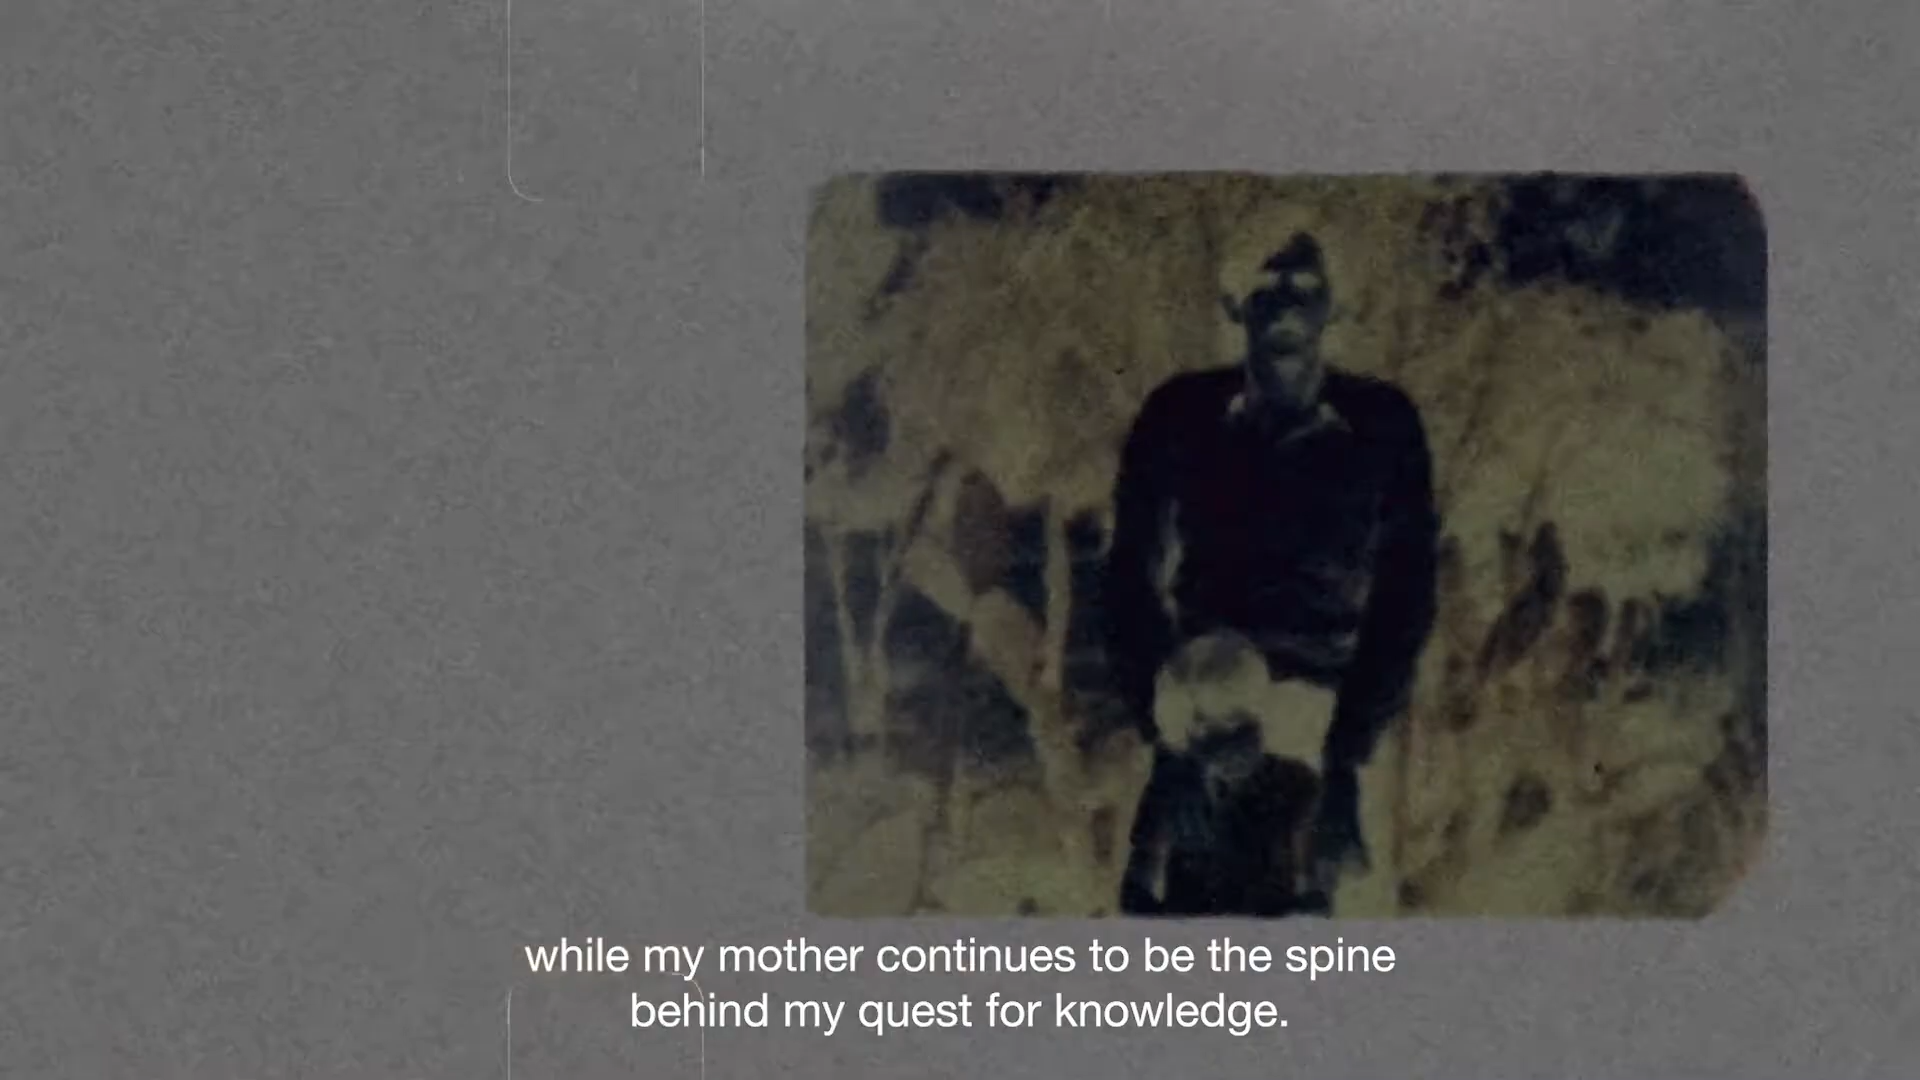 while my mother continues to be the spine
behind my quest for knowledge.